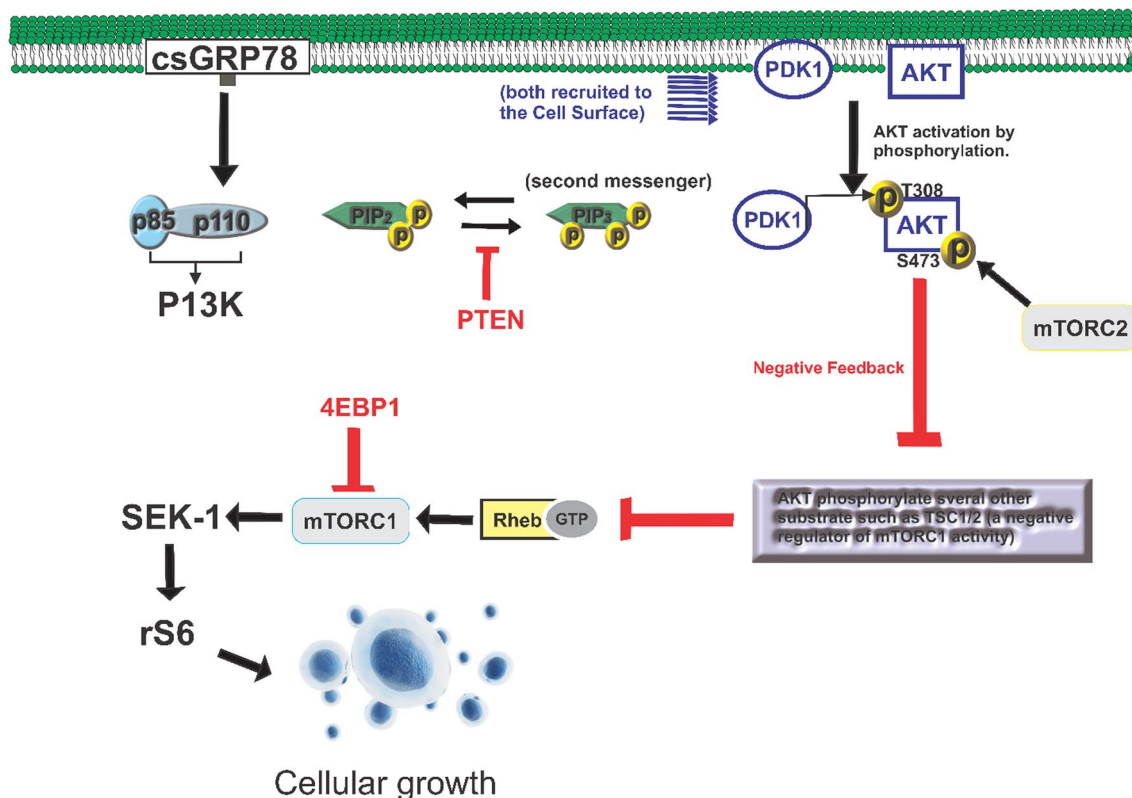 csGRP78
PDK1
AKT
(both recruited to
the Cell Surface)
AKT activation by
phosphorylation.
(second messenger)
p85 p110
PIP2
p
p
PIP3
p
p
p
PDK1
p
T308
AKT
S473
p
P13K
PTEN
mTORC2
Negative Feedback
4EBP1
SEK-1
mTORC1
Rheb
GTP
AKT phosphorylate sveral other
substrate such as TSC1/2 (a negative
regulator of mTORC1 activity)
rS6
Cellular growth